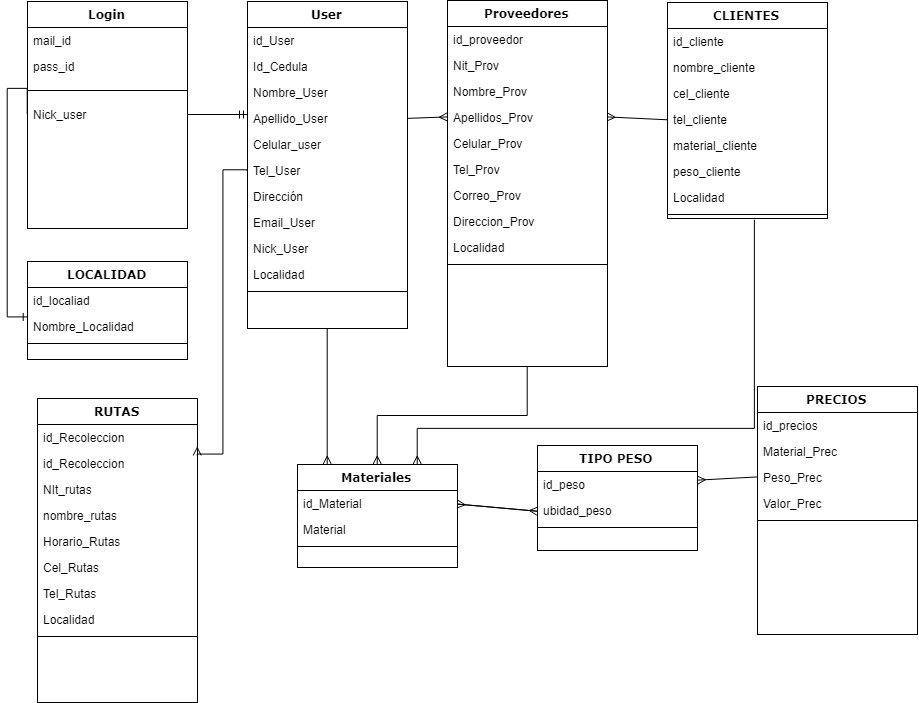 Login
mail_id
pass_id
Nick_user
User
id_User
Id_Cedula
Nombre_User
Apellido_User
Celular_user
Tel_User
Dirección
Email_User
Nick_User
Localidad
Proveedores
id_proveedor
Nit_Prov
Nombre_Prov
Apellidos_Prov
Celular_Prov
Tel_Prov
Correo_Prov
Direccion_Prov
Localidad
CLIENTES
id_cliente
nombre_cliente
cel_cliente
tel_cliente
material_cliente
peso_cliente
Localidad
LOCALIDAD
id_localiad
Nombre_Localidad
RUTAS
id_Recoleccion
id_Recoleccion
NIt_rutas
nombre_rutas
Horario_Rutas
Cel_Rutas
Tel_Rutas
Localidad
Materiales
id_Material
Material
TIPO PESO
id_peso
ubidad_peso
PRECIOS
id_precios
Material_Prec
Peso_Prec
Valor_Prec